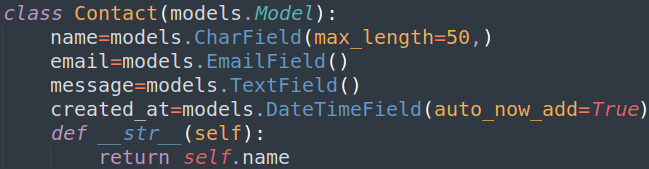 class Contact(models.Model):
    name=models.CharField(max_length=50,)
    email=models.EmailField()
    message=models.TextField()
    created_at=models.DateTimeField(auto_now_add=True)
    def __str__(self):
        return self.name